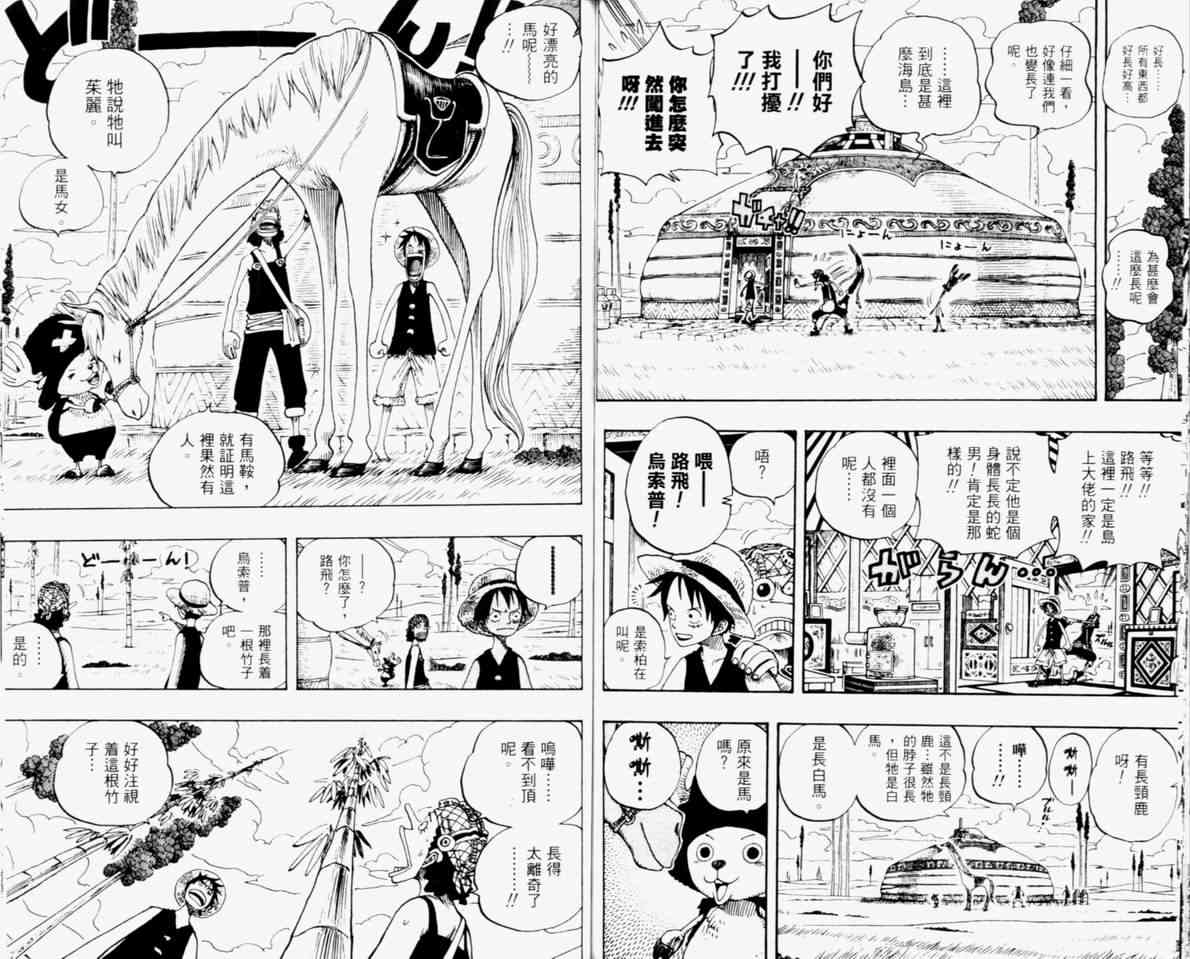 好長……
所有東西都
好長好高…
仔細一看，
好像連我們
也變長了
呢。
…這裡
到底是甚
麼海島…
為甚麼會
這麼長呢
……!!
你們好
——!!
我打擾
了!!!
你怎麼突
然闖進去
呀!!!
ガチャ!!
にょーん
にょーん
等等!!
路飛!!
這裡一定是島
上大佬的家!!
說不定他是個
身體長長的蛇
男！肯定是那
樣的!!
裡面一個
人都沒有
呢……
がらん…
唔？
喂——
路飛！
烏索普！
是索柏在
叫呢。
有長頸鹿
呀！
嘶嘶—
ブルル
嘩……
……!!
這不是長頸
鹿…雖然牠
的脖子很長
，但牠是白
馬。
是長白馬。
原來是馬
嗎？
嘶
嘶…
どーん!!
……
好漂亮的
馬呢～～
…!!
牠說牠叫
茱麗。
是馬女。
有馬鞍，
就証明這
裡果然有
人。
…………
……？
你怎麼了，
路飛？
……
烏索普，
那裡長着
一根竹子
吧。
……
是的。
どーーーん!
嗚嘩……
看不到頂
呢。
長得
太離奇了
……!!
好好注視
着這根竹
子…